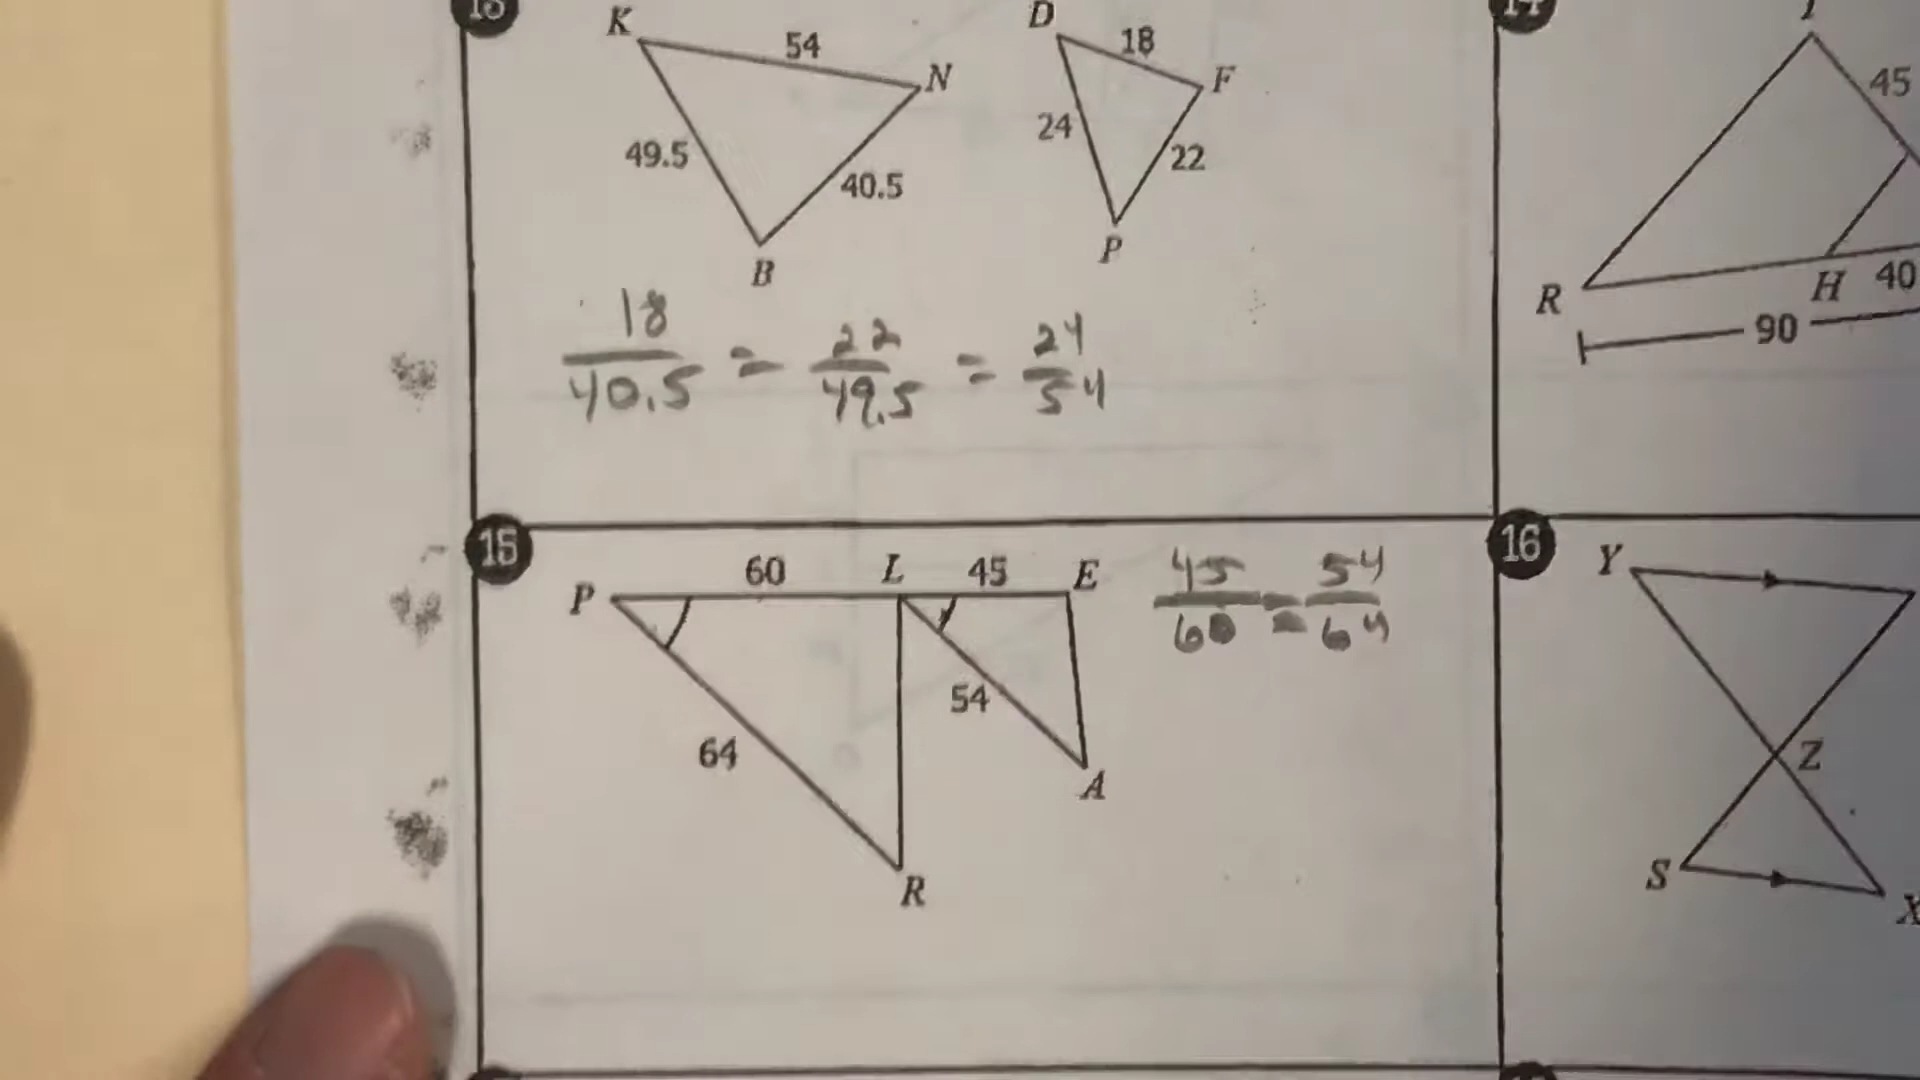 K
54
N
49.5
40.5
B
D
18
F
24
22
P
18/40.5 = 22/49.5 = 24/54
45
R
H
40
90
15
P
60
L
45
E
54
64
A
R
45/60 = 54/64
16
Y
Z
S
X